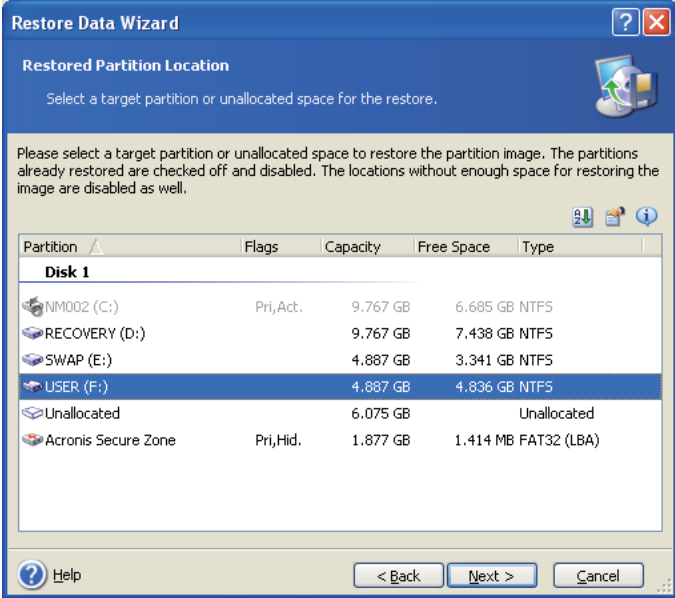 Restore Data Wizard
Restored Partition Location
Select a target partition or unallocated space for the restore.
Please select a target partition or unallocated space to restore the partition image. The partitions
already restored are checked off and disabled. The locations without enough space for restoring the
image are disabled as well.
Partition Flags Capacity Free Space Type
Disk 1
NM002 (C:) Pri,Act. 9.767 GB 6.685 GB NTFS
RECOVERY (D:) 9.767 GB 7.438 GB NTFS
SWAP (E:) 4.887 GB 3.341 GB NTFS
USER (F:) 4.887 GB 4.836 GB NTFS
Unallocated 6.075 GB Unallocated
Acronis Secure Zone Pri,Hid. 1.877 GB 1.414 MB FAT32 (LBA)
Help < Back Next > Cancel